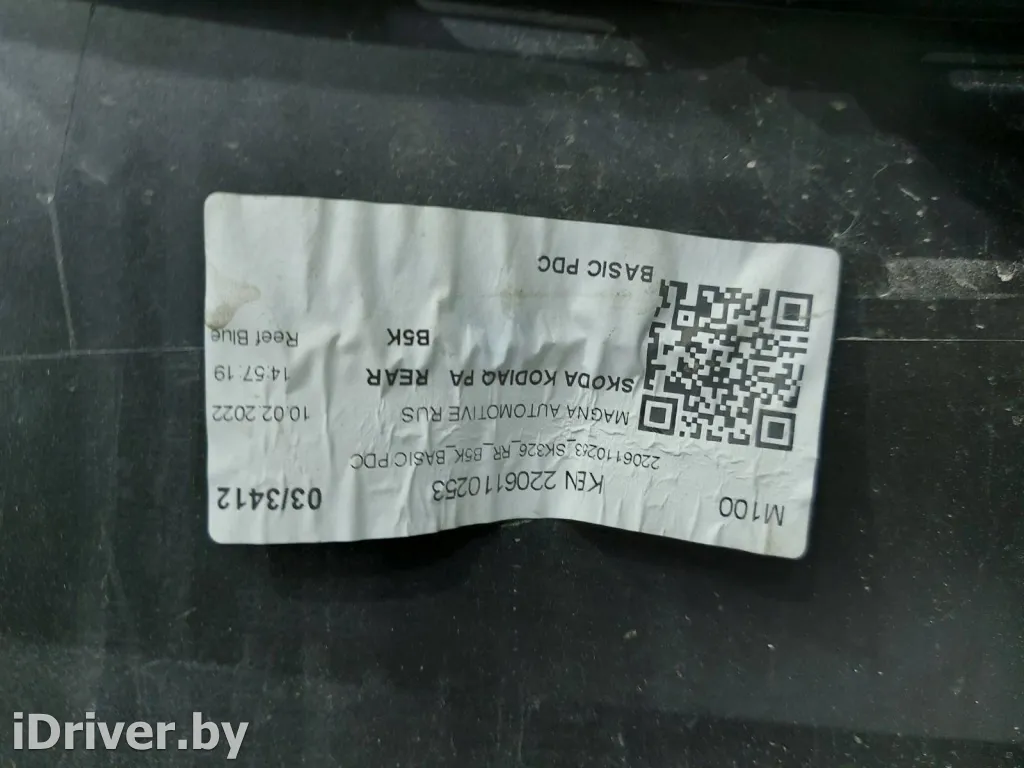 M100 KEN 2206110253 03/3412
2206110253_SK326_RR_B5K_BASIC PDC
MAGNA AUTOMOTIVE RUS 10.02.2022
SKODA KODIAQ PA REAR 14:57:19
B5K Reef Blue
BASIC PDC
iDriver.by